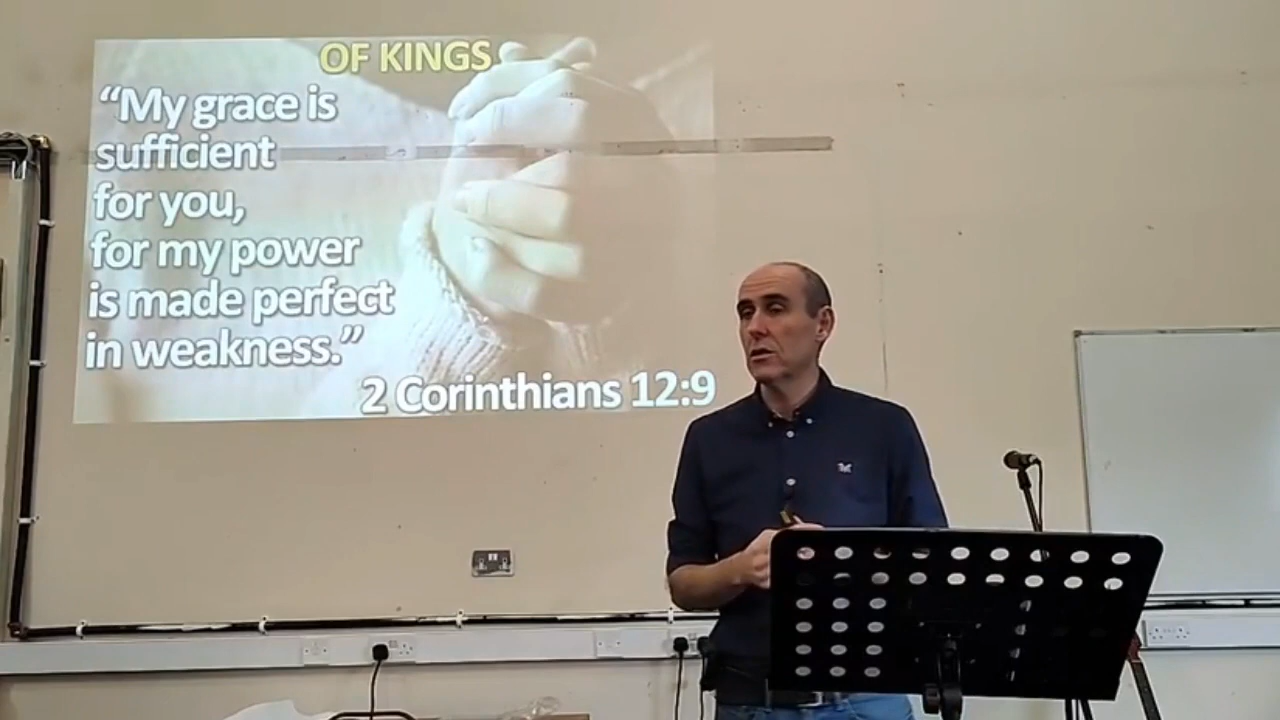 OF KINGS
“My grace is
sufficient
for you,
for my power
is made perfect
in weakness.”
2 Corinthians 12:9